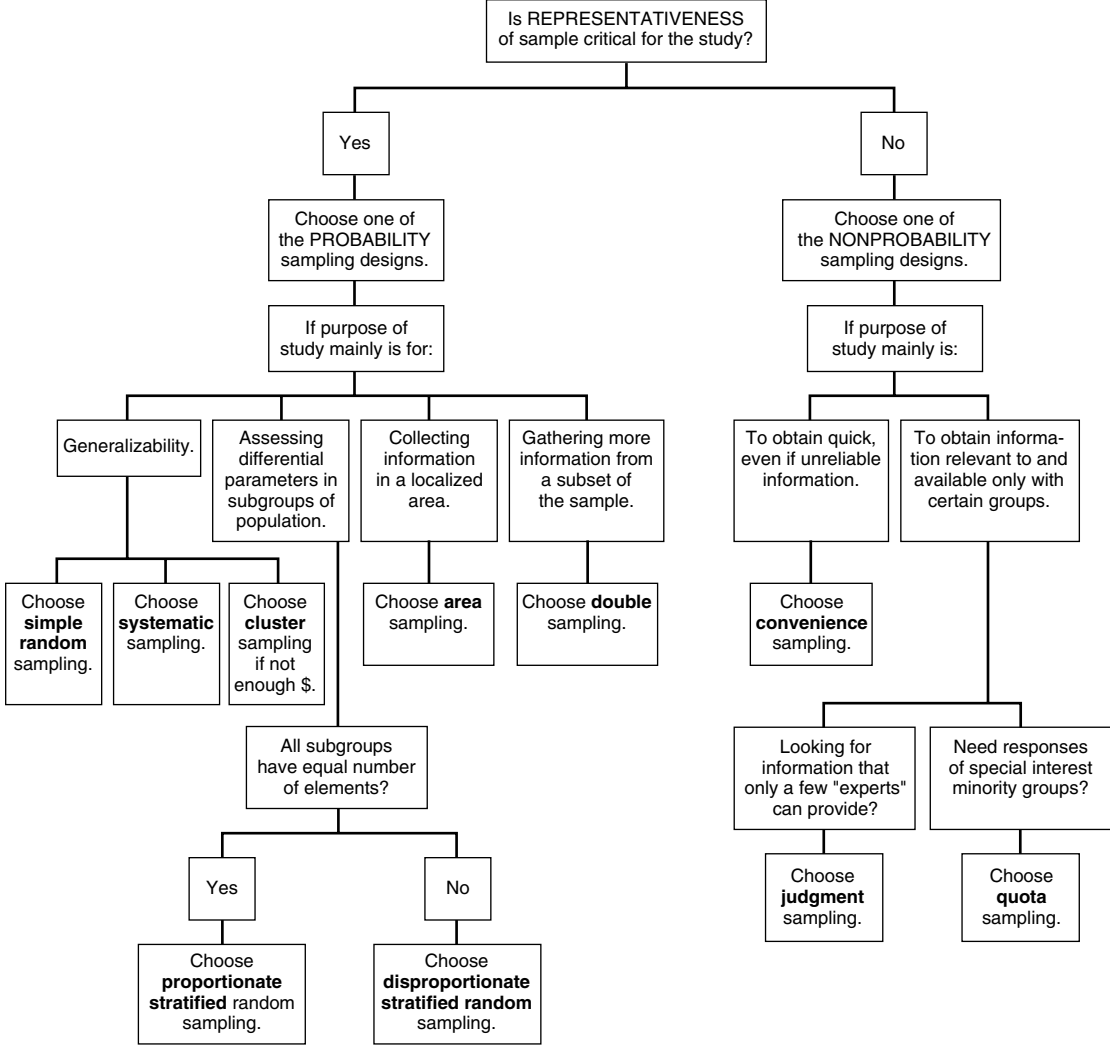 Is REPRESENTATIVENESS
of sample critical for the study?
Yes
No
Choose one of
the PROBABILITY
sampling designs.
Choose one of
the NONPROBABILITY
sampling designs.
If purpose of
study mainly is for:
If purpose of
study mainly is:
Generalizability.
Assessing
differential
parameters in
subgroups of
population.
Collecting
information
in a localized
area.
Gathering more
information from
a subset
of the sample.
To obtain quick,
even if unreliable
information.
To obtain informa-
tion relevant to and
available only with
certain groups.
Choose
simple
random
sampling.
Choose
systematic
sampling.
Choose
cluster
sampling
if not
enough $.
Choose area
sampling.
Choose double
sampling.
Choose
convenience
sampling.
All subgroups
have equal number
of elements?
Looking for
information that
only a few "experts"
can provide?
Need responses
of special interest
minority groups?
Yes
No
Choose
judgment
sampling.
Choose
quota
sampling.
Choose
proportionate
stratified random
sampling.
Choose
disproportionate
stratified random
sampling.